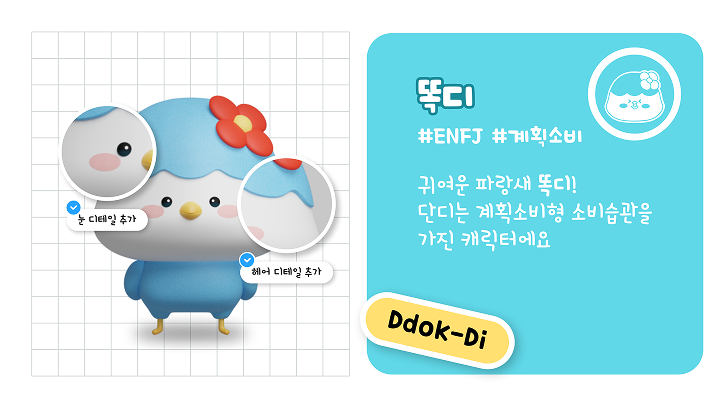 눈 디테일 추가
헤어 디테일 추가
똑디
#ENFJ #계획소비
귀여운 파랑새 똑디!
단디는 계획소비형 소비습관을
가진 캐릭터에요
Ddok-Di